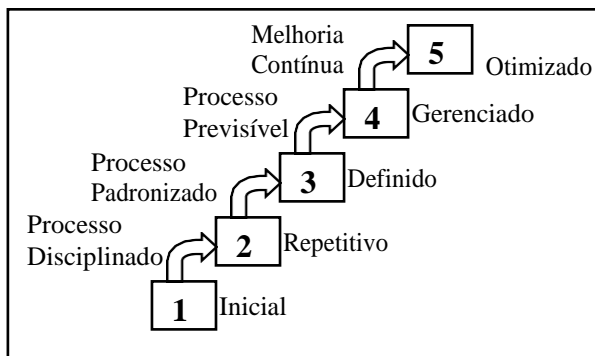 Melhoria
Contínua
5
Otimizado
Processo
Previsível
4
Gerenciado
Processo
Padronizado
3
Definido
Processo
Disciplinado
2
Repetitivo
1
Inicial